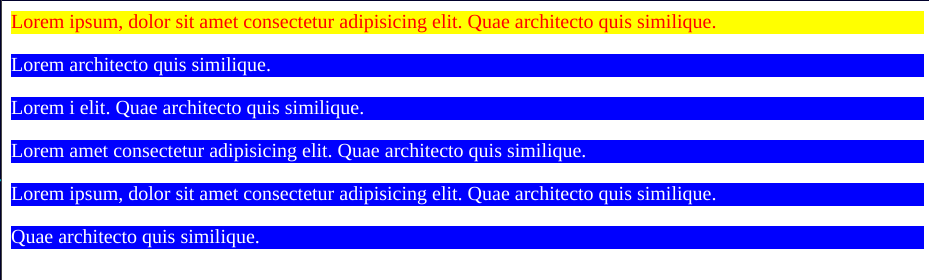 Lorem ipsum, dolor sit amet consectetur adipisicing elit. Quae architecto quis similique.
Lorem architecto quis similique.
Lorem i elit. Quae architecto quis similique.
Lorem amet consectetur adipisicing elit. Quae architecto quis similique.
Lorem ipsum, dolor sit amet consectetur adipisicing elit. Quae architecto quis similique.
Quae architecto quis similique.